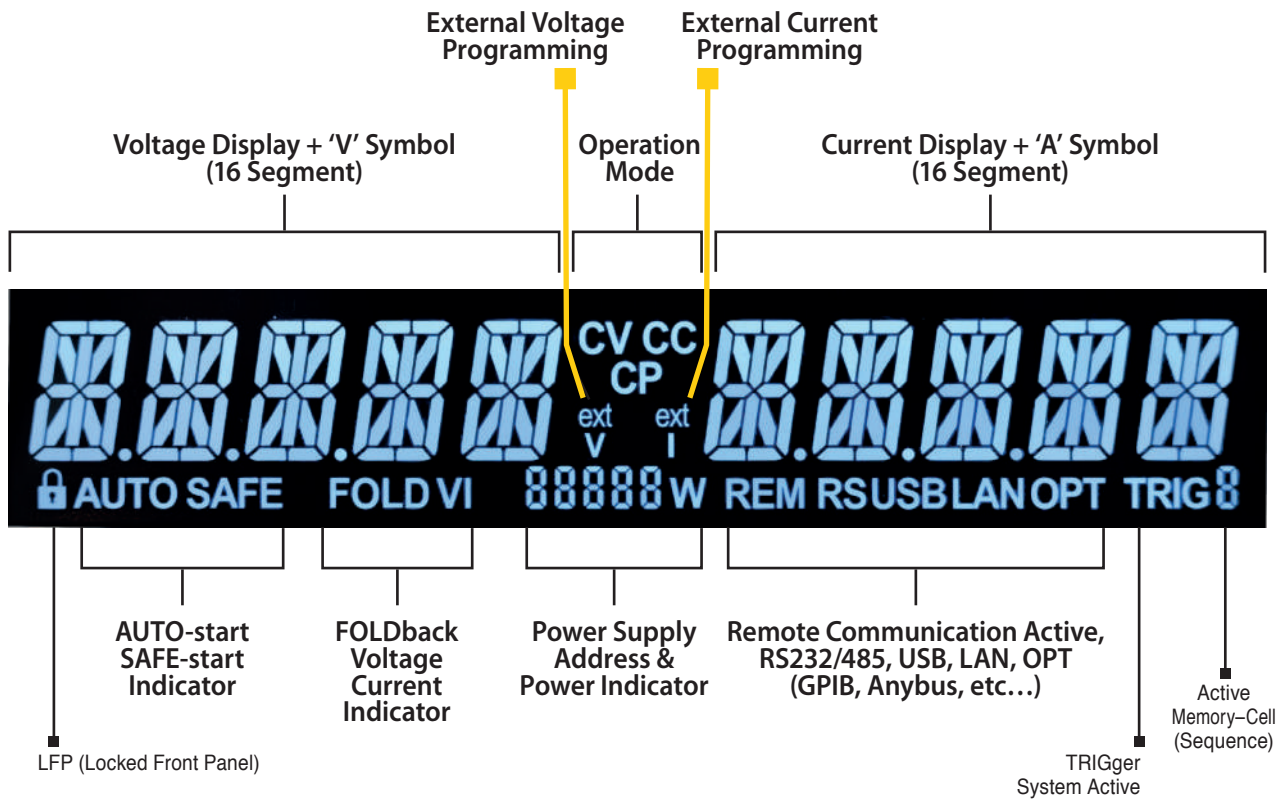 External Voltage
Programming
External Current
Programming
Voltage Display + ‘V’ Symbol
(16 Segment)
Operation
Mode
Current Display + ‘A’ Symbol
(16 Segment)
CV CC
CP
ext ext
V I
AUTO SAFE FOLD VI 88888 W REM RS USB LAN OPT TRIG 8
AUTO-start
SAFE-start
Indicator
FOLDback
Voltage
Current
Indicator
Power Supply
Address &
Power Indicator
Remote Communication Active,
RS232/485, USB, LAN, OPT
(GPIB, Anybus, etc…)
Active
Memory–Cell
(Sequence)
LFP (Locked Front Panel)
TRIGger
System Active